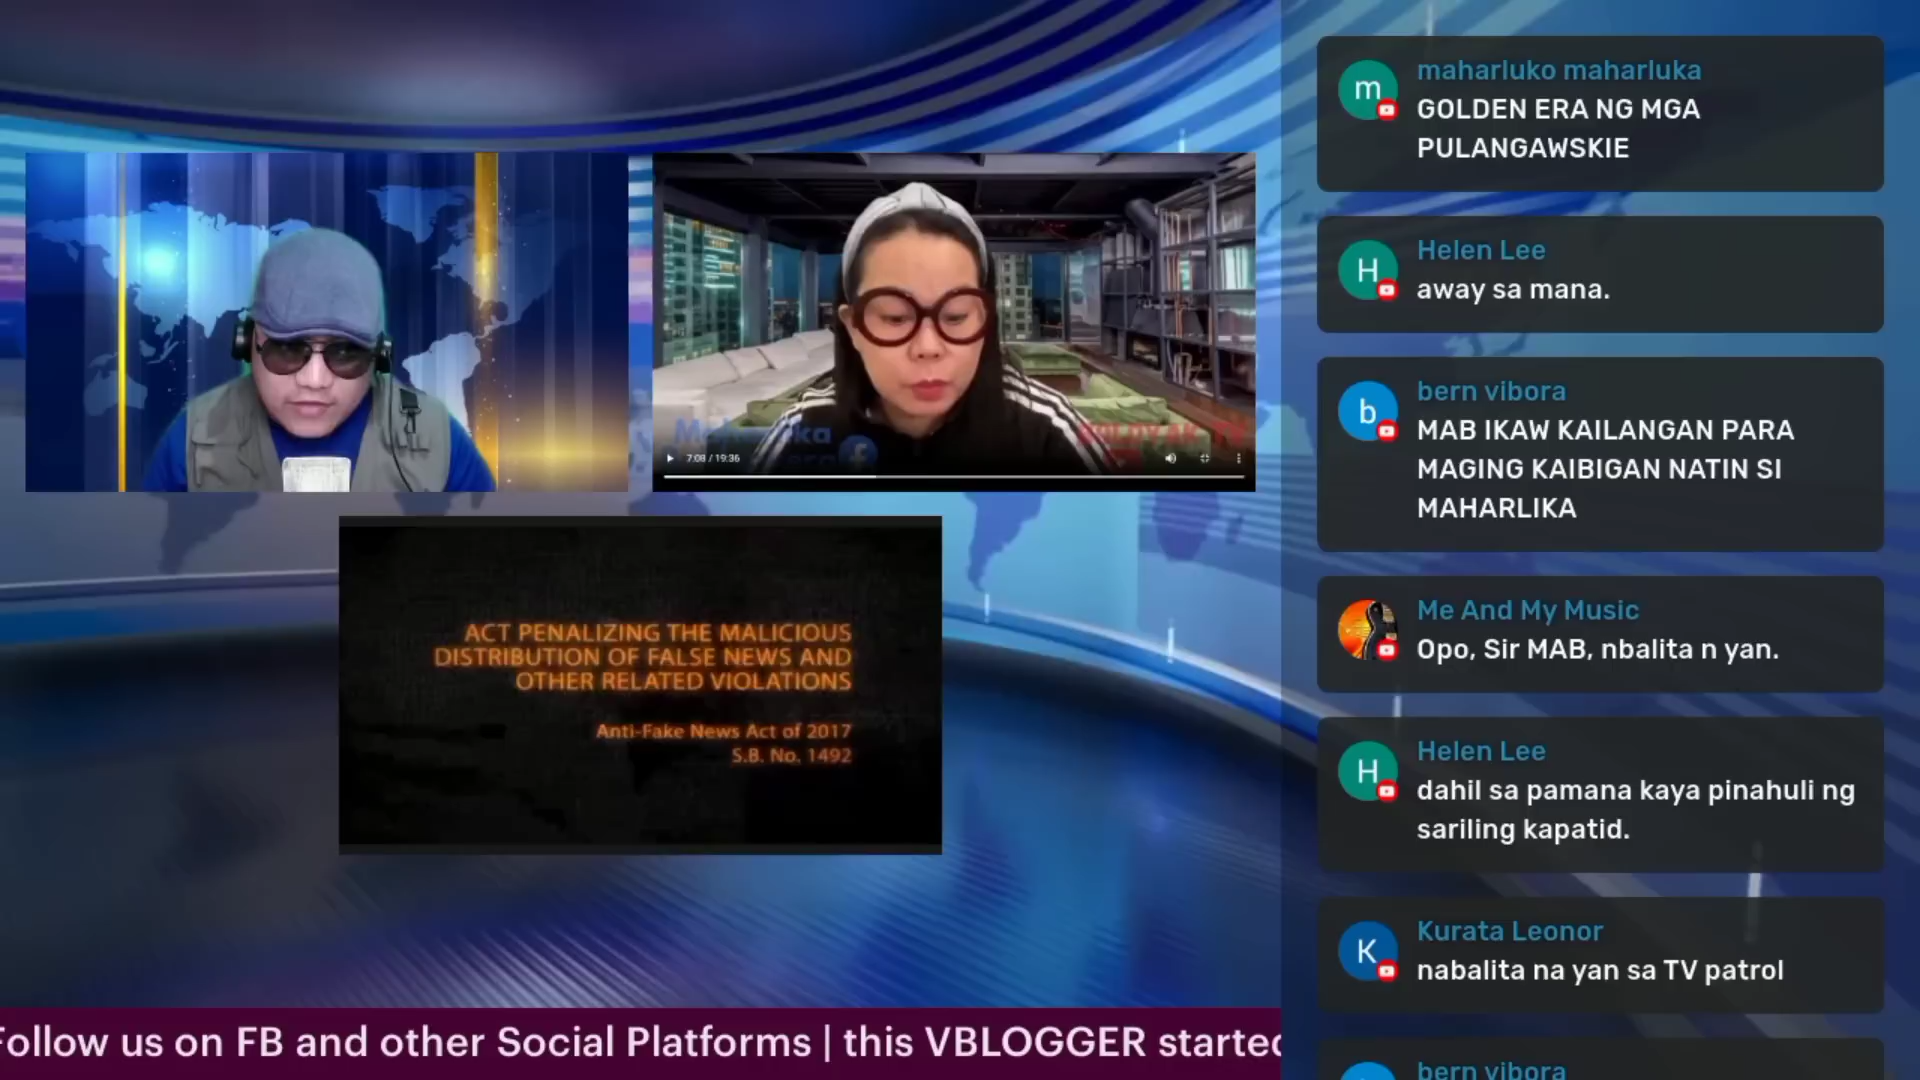 maharluko maharluka
GOLDEN ERA NG MGA
PULANGAWSKIE
Helen Lee
away sa mana.
bern vibora
MAB IKAW KAILANGAN PARA
MAGING KAIBIGAN NATIN SI
MAHARLIKA
Me And My Music
Opo, Sir MAB, nbalita n yan.
Helen Lee
dahil sa pamana kaya pinahuli ng
sariling kapatid.
Kurata Leonor
nabalita na yan sa TV patrol
bern vibora
7:08 / 19:36
ACT PENALIZING THE MALICIOUS
DISTRIBUTION OF FALSE NEWS AND
OTHER RELATED VIOLATIONS
Anti-Fake News Act of 2017
S.B. No. 1492
Follow us on FB and other Social Platforms | this VBLOGGER started